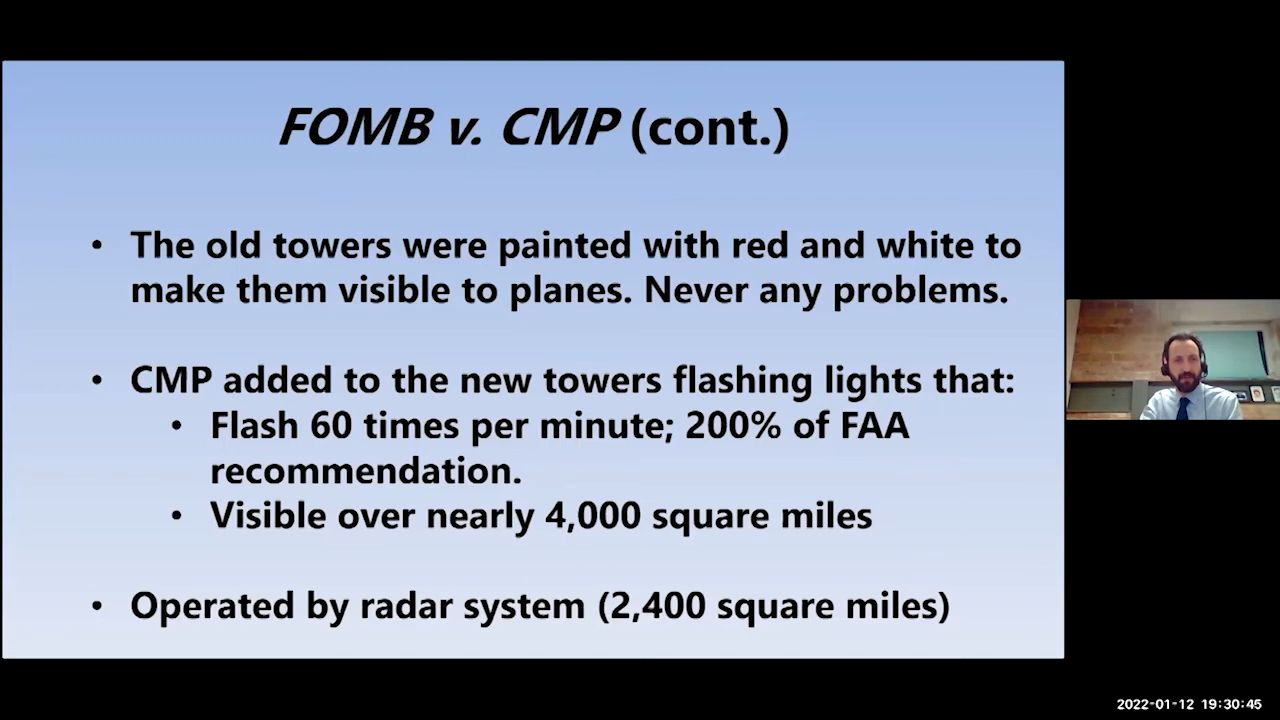 FOMB v. CMP (cont.)
• The old towers were painted with red and white to
make them visible to planes. Never any problems.
• CMP added to the new towers flashing lights that:
• Flash 60 times per minute; 200% of FAA
recommendation.
• Visible over nearly 4,000 square miles
• Operated by radar system (2,400 square miles)
2022-01-12 19:30:45